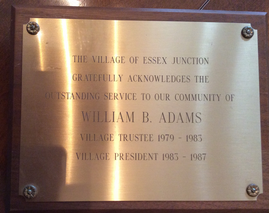 THE VILLAGE OF ESSEX JUNCTION
GRATEFULLY ACKNOWLEDGES THE
OUTSTANDING SERVICE TO OUR COMMUNITY OF
WILLIAM B. ADAMS
VILLAGE TRUSTEE 1979 - 1983
VILLAGE PRESIDENT 1983 - 1987